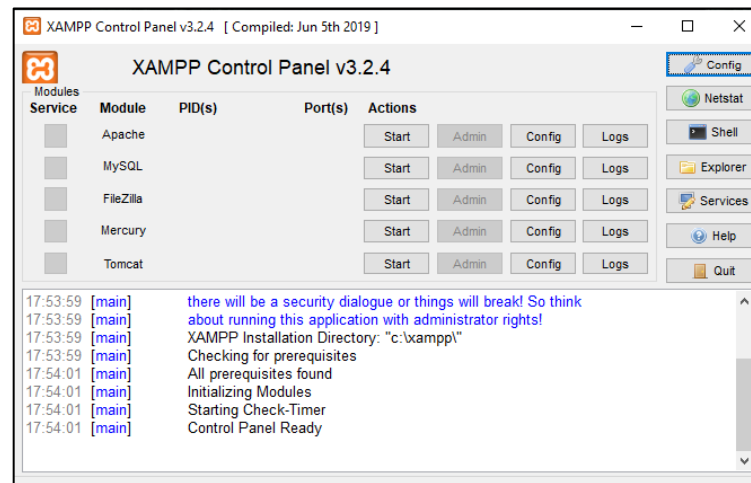 XAMPP Control Panel v3.2.4 [ Compiled: Jun 5th 2019 ]
XAMPP Control Panel v3.2.4
Config
Modules
Service Module PID(s) Port(s) Actions
Netstat
Apache Start Admin Config Logs
Shell
MySQL Start Admin Config Logs
Explorer
FileZilla Start Admin Config Logs
Services
Mercury Start Admin Config Logs
Help
Tomcat Start Admin Config Logs
Quit
17:53:59 [main] there will be a security dialogue or things will break! So think
17:53:59 [main] about running this application with administrator rights!
17:53:59 [main] XAMPP Installation Directory: "c:\xampp\"
17:53:59 [main] Checking for prerequisites
17:54:01 [main] All prerequisites found
17:54:01 [main] Initializing Modules
17:54:01 [main] Starting Check-Timer
17:54:01 [main] Control Panel Ready